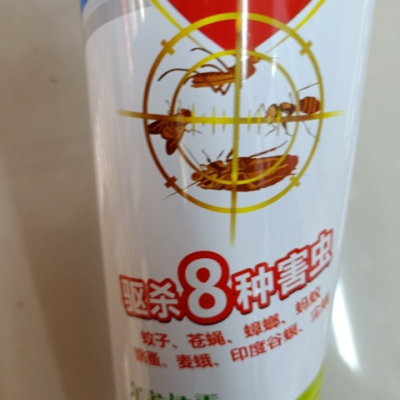 驱杀8种害虫
蚊子、苍蝇、蟑螂、蚂蚁
跳蚤、麦蛾、印度谷螟、尘螨